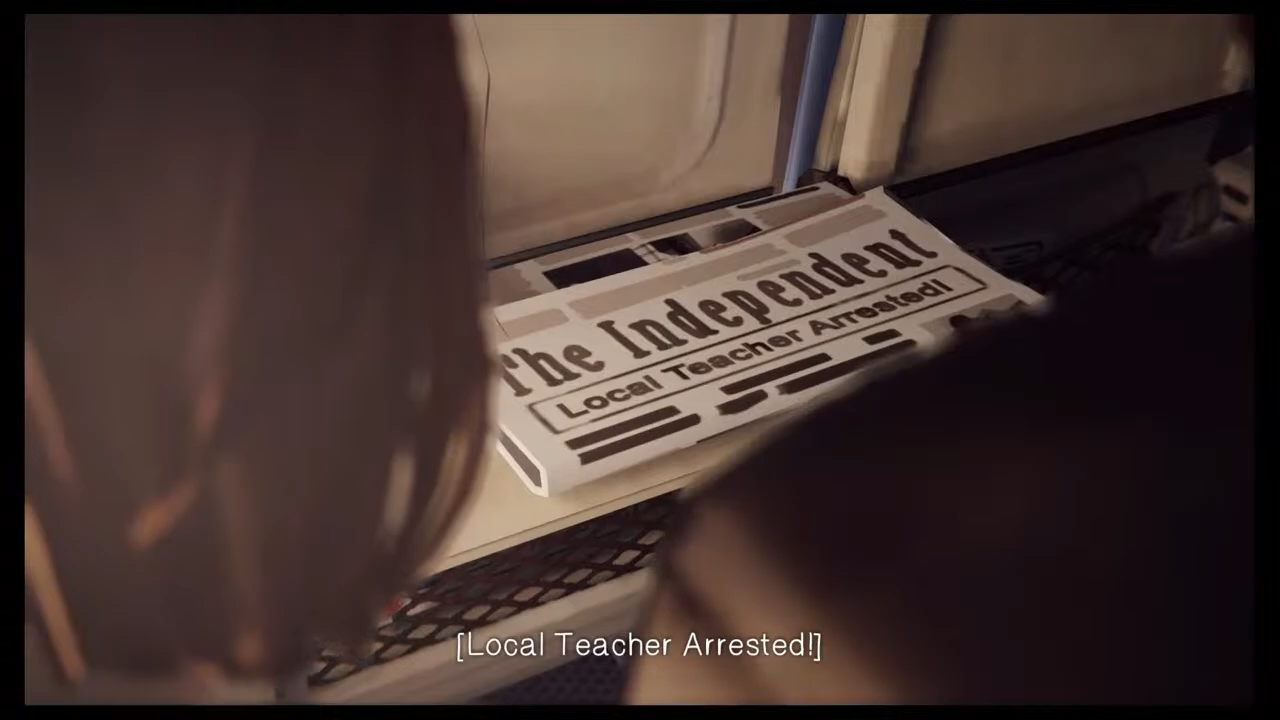 The Independent
Local Teacher Arrested!
[Local Teacher Arrested!]